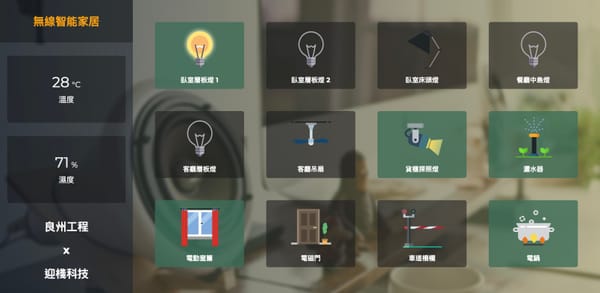 無線智能家居
28 °C
溫度
71 %
濕度
良州工程
x
迎棧科技
臥室層板燈 1
臥室層板燈 2
臥室床頭燈
餐廳中島燈
客廳層板燈
客廳吊扇
貨櫃探照燈
灑水器
電動窗簾
電磁門
車道柵欄
電鍋